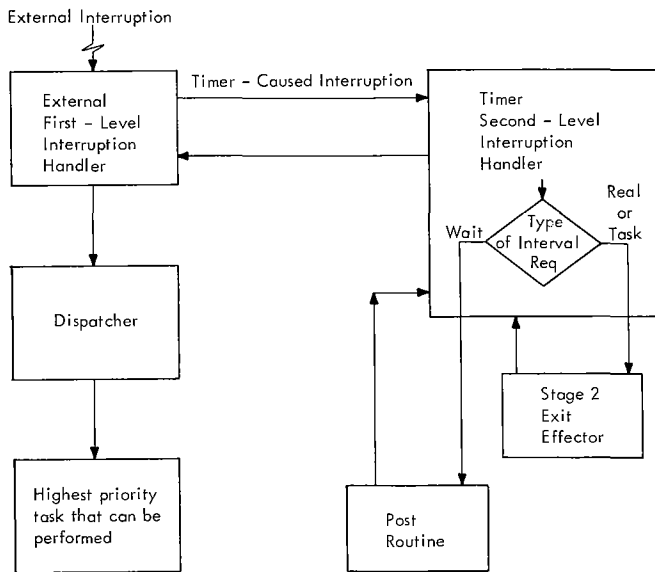 External Interruption
External
First - Level
Interruption
Handler
Timer - Caused Interruption
Timer
Second - Level
Interruption
Handler
Type
of Interval
Req
Wait
Real
or
Task
Dispatcher
Stage 2
Exit
Effector
Highest priority
task that can be
performed
Post
Routine